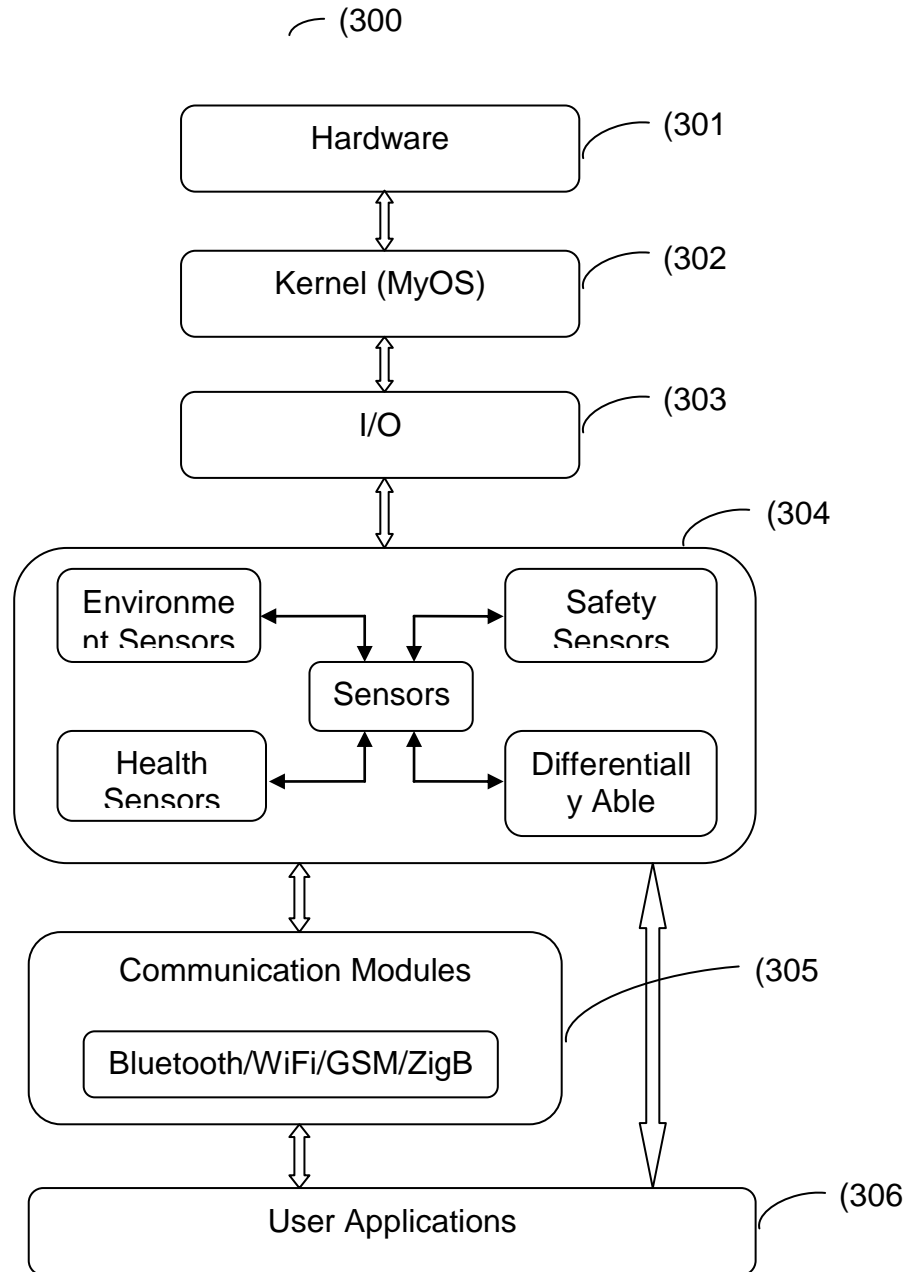 (300
Hardware
(301
Kernel (MyOS)
(302
I/O
(303
(304
Environme
nt Sensors
Safety
Sensors
Sensors
Health
Sensors
Differentiall
y Able
Communication Modules
(305
Bluetooth/WiFi/GSM/ZigB
User Applications
(306